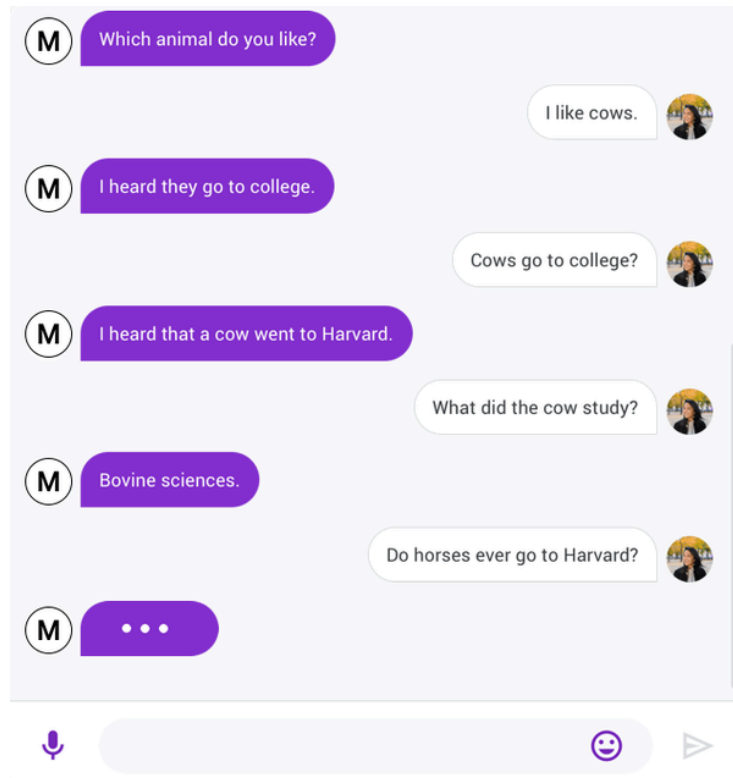 M Which animal do you like?
I like cows.
M I heard they go to college.
Cows go to college?
M I heard that a cow went to Harvard.
What did the cow study?
M Bovine sciences.
Do horses ever go to Harvard?
M